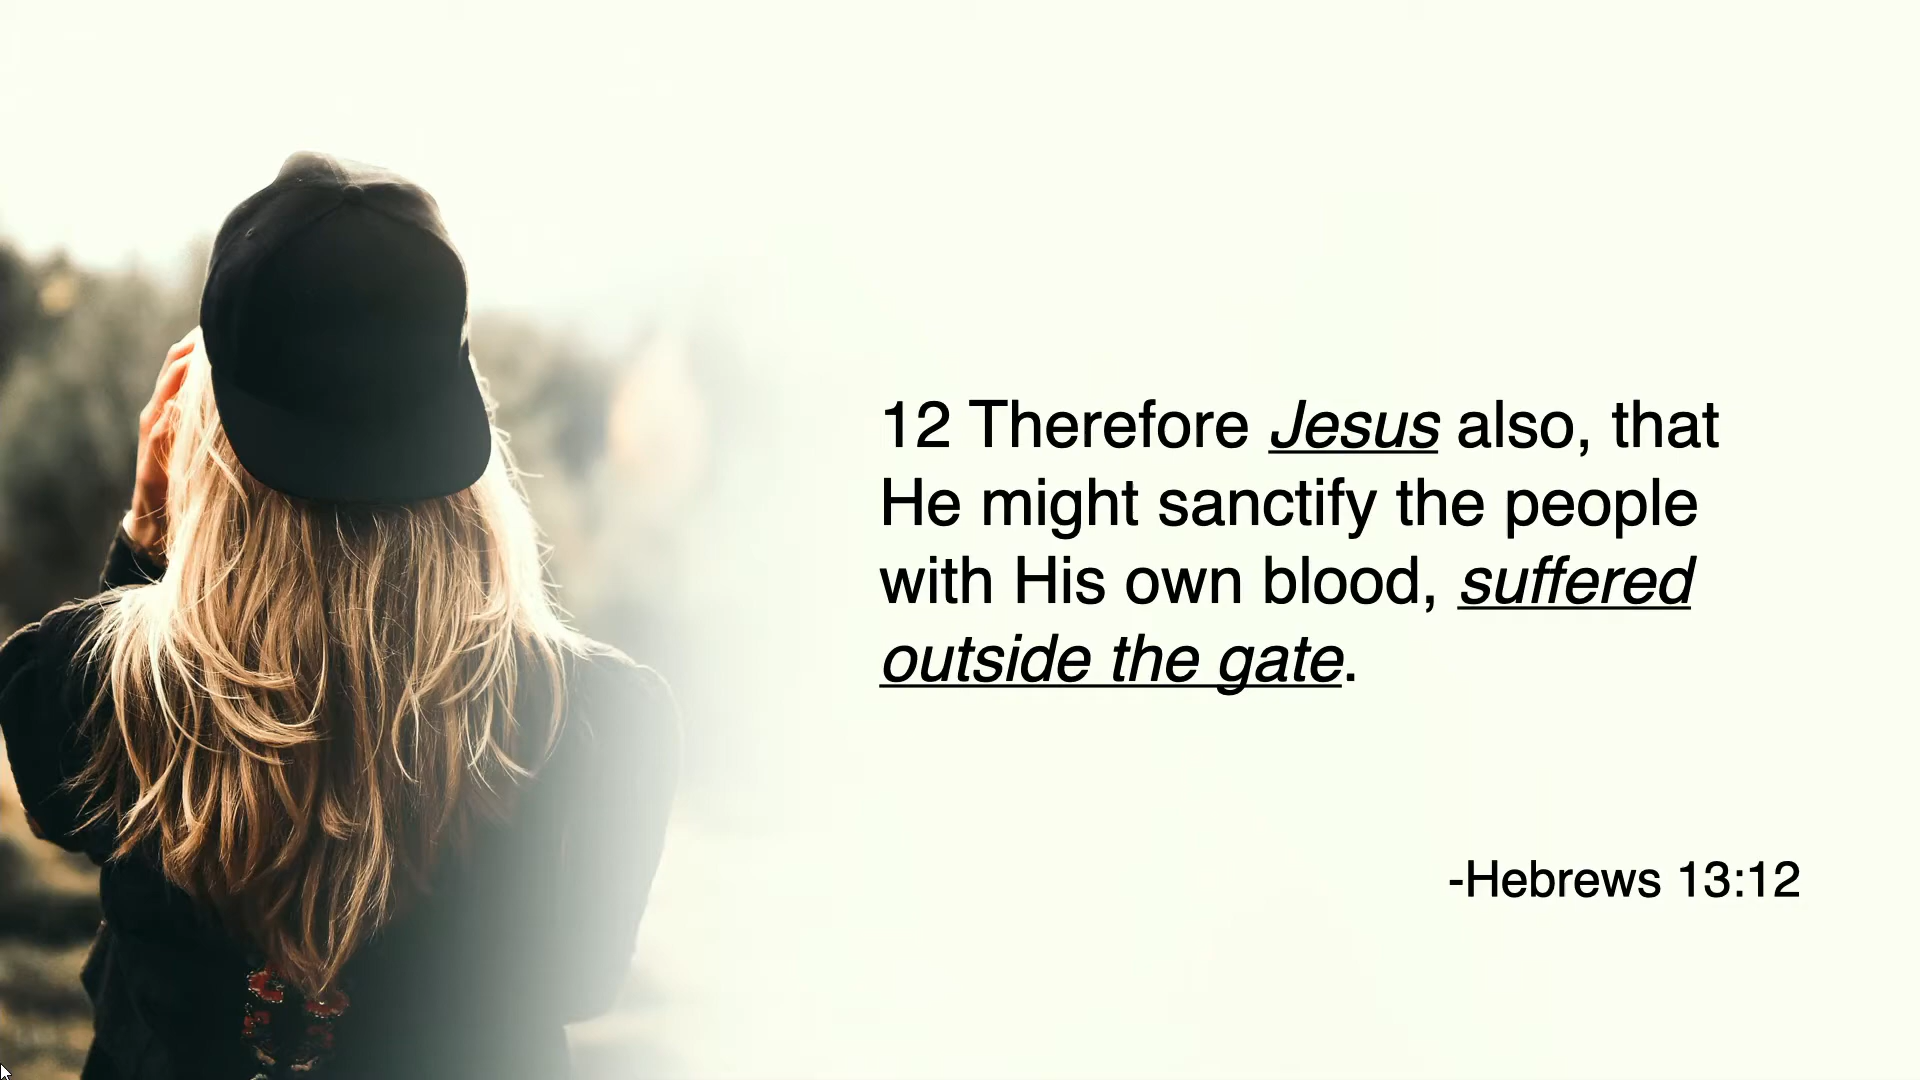 12 Therefore Jesus also, that
He might sanctify the people
with His own blood, suffered
outside the gate.
-Hebrews 13:12